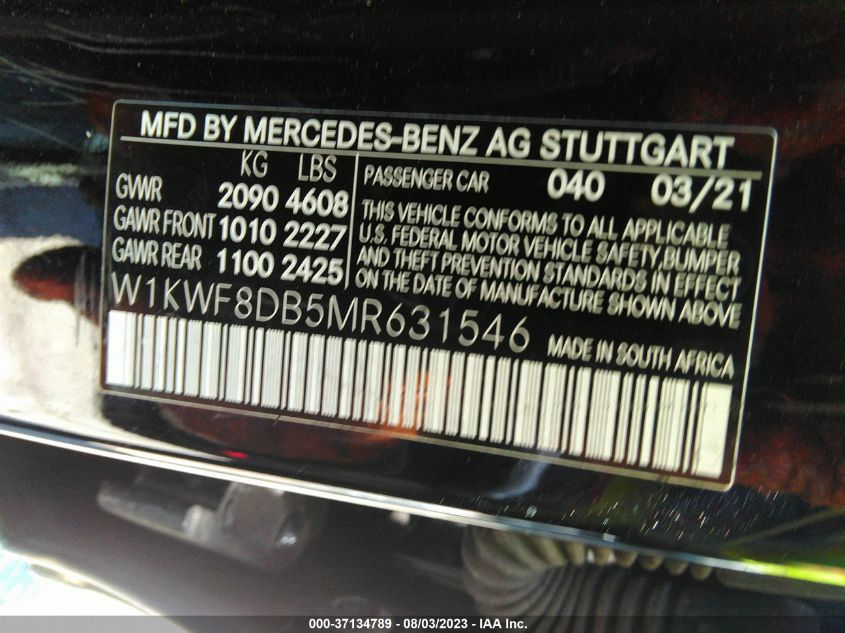 MFD BY MERCEDES-BENZ AG STUTTGART
KG LBS
GVWR 2090 4608
GAWR FRONT 1010 2227
GAWR REAR 1100 2425
PASSENGER CAR 040 03/21
THIS VEHICLE CONFORMS TO ALL APPLICABLE
U.S. FEDERAL MOTOR VEHICLE SAFETY, BUMPER
AND THEFT PREVENTION STANDARDS IN EFFECT
ON THE DATE OF MANUFACTURE SHOWN ABOVE
W1KWF8DB5MR631546
MADE IN SOUTH AFRICA
000-37134789 - 08/03/2023 - IAA Inc.